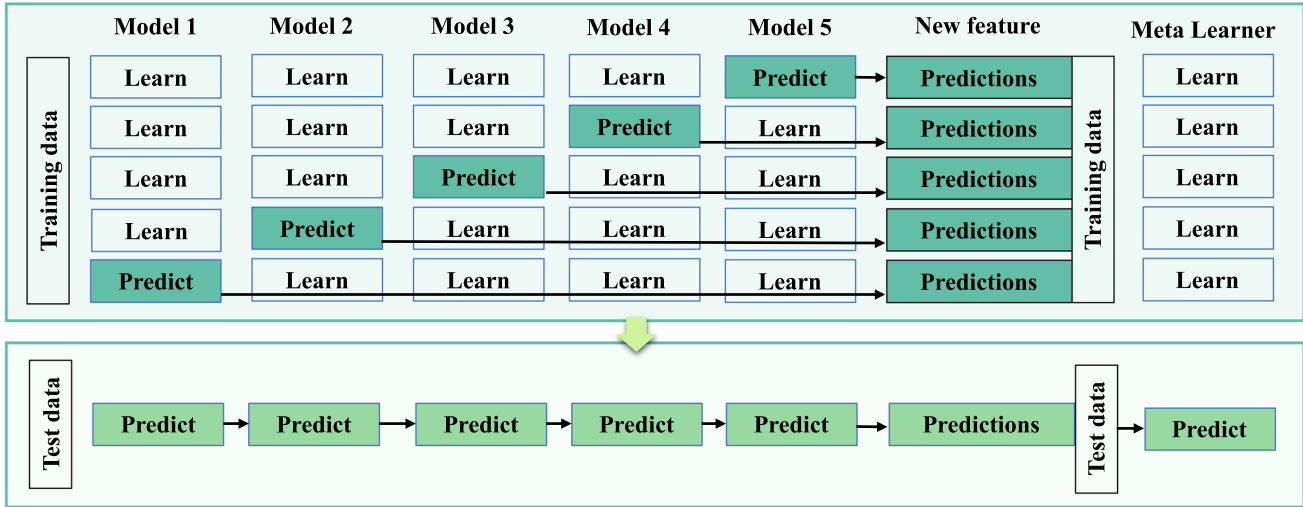 Model 1 Model 2 Model 3 Model 4 Model 5 New feature Meta Learner
Training data
Learn Learn Learn Learn Predict Predictions Learn
Learn Learn Learn Predict Learn Predictions Learn
Learn Learn Predict Learn Learn Predictions Learn
Learn Predict Learn Learn Learn Predictions Learn
Predict Learn Learn Learn Learn Predictions Learn
Training data
Test data
Predict Predict Predict Predict Predict Predictions
Test data
Predict